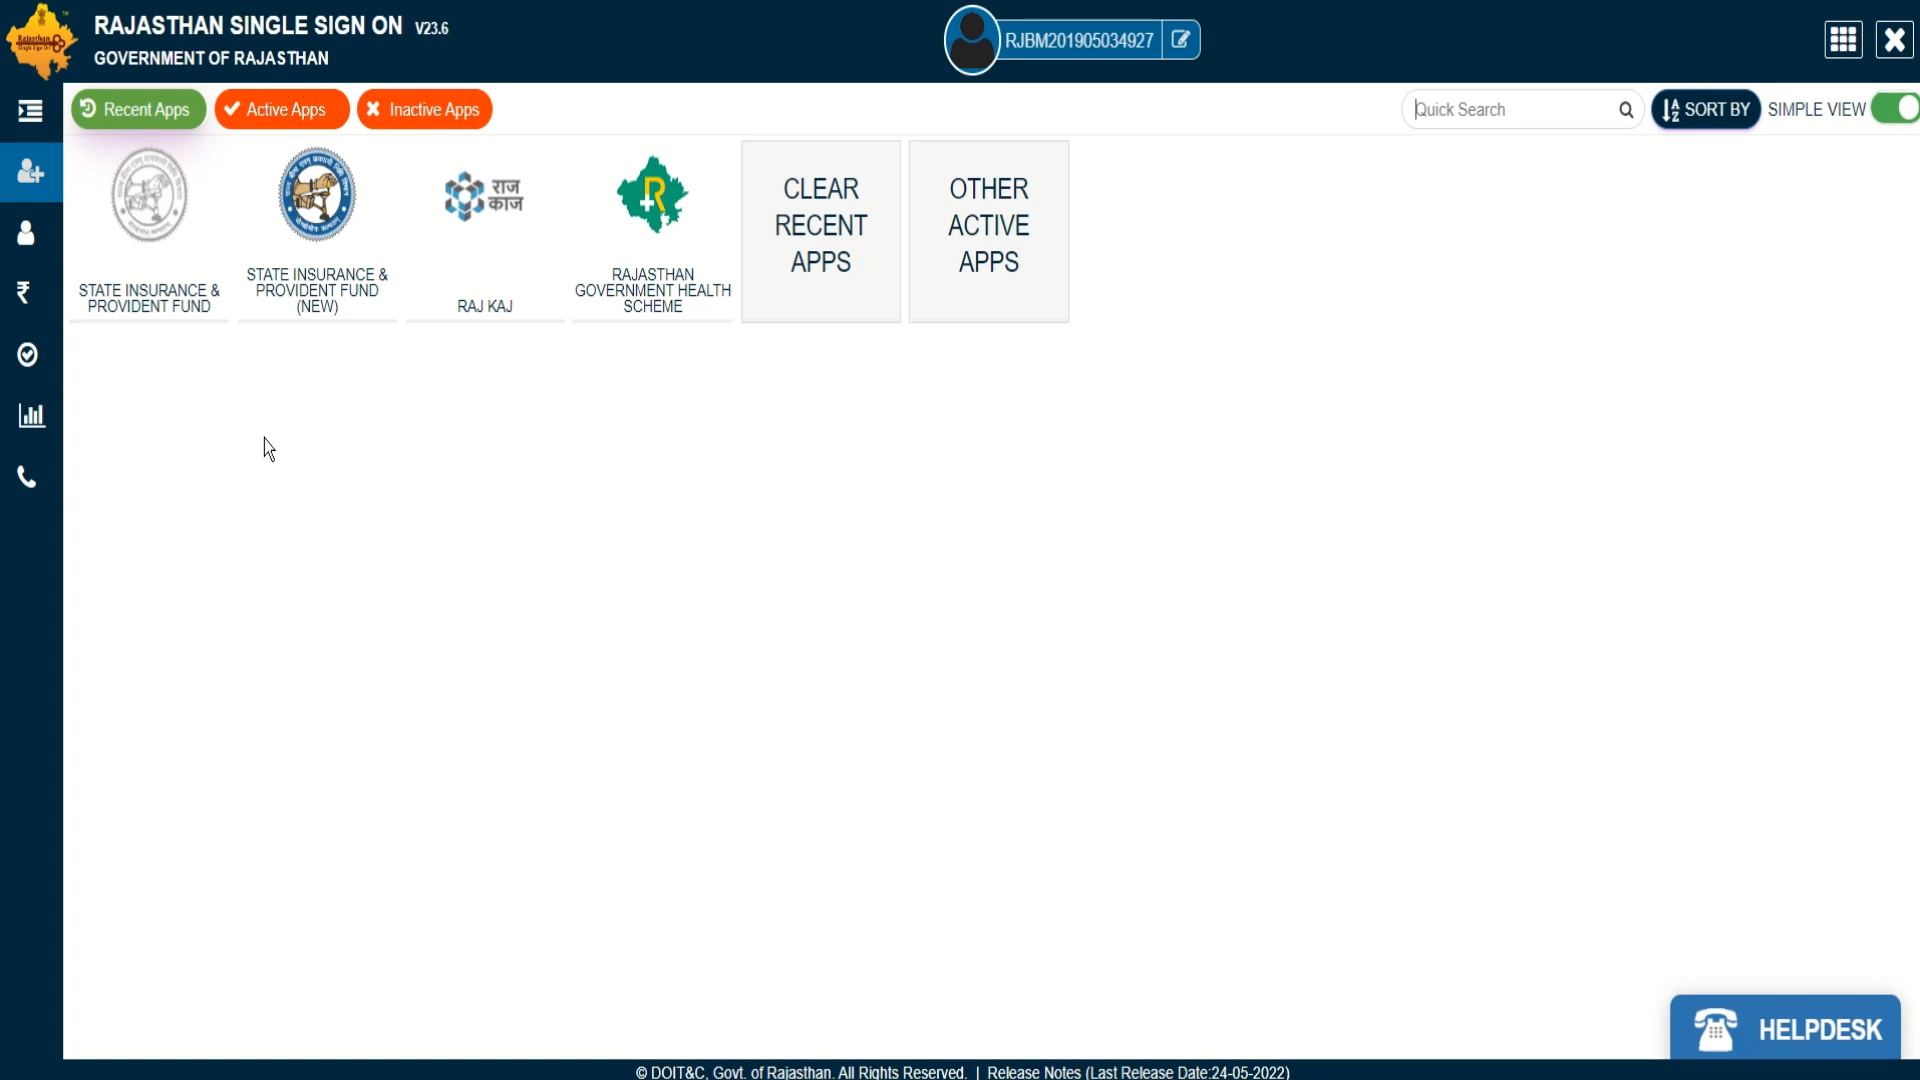 RAJASTHAN SINGLE SIGN ON V23.6
GOVERNMENT OF RAJASTHAN
RJBM201905034927
Recent Apps
Active Apps
Inactive Apps
Quick Search
SORT BY
SIMPLE VIEW
STATE INSURANCE &
PROVIDENT FUND
STATE INSURANCE &
PROVIDENT FUND
(NEW)
राज
काज
RAJ KAJ
RAJASTHAN
GOVERNMENT HEALTH
SCHEME
CLEAR
RECENT
APPS
OTHER
ACTIVE
APPS
HELPDESK
© DOIT&C, Govt. of Rajasthan. All Rights Reserved. | Release Notes (Last Release Date:24-05-2022)